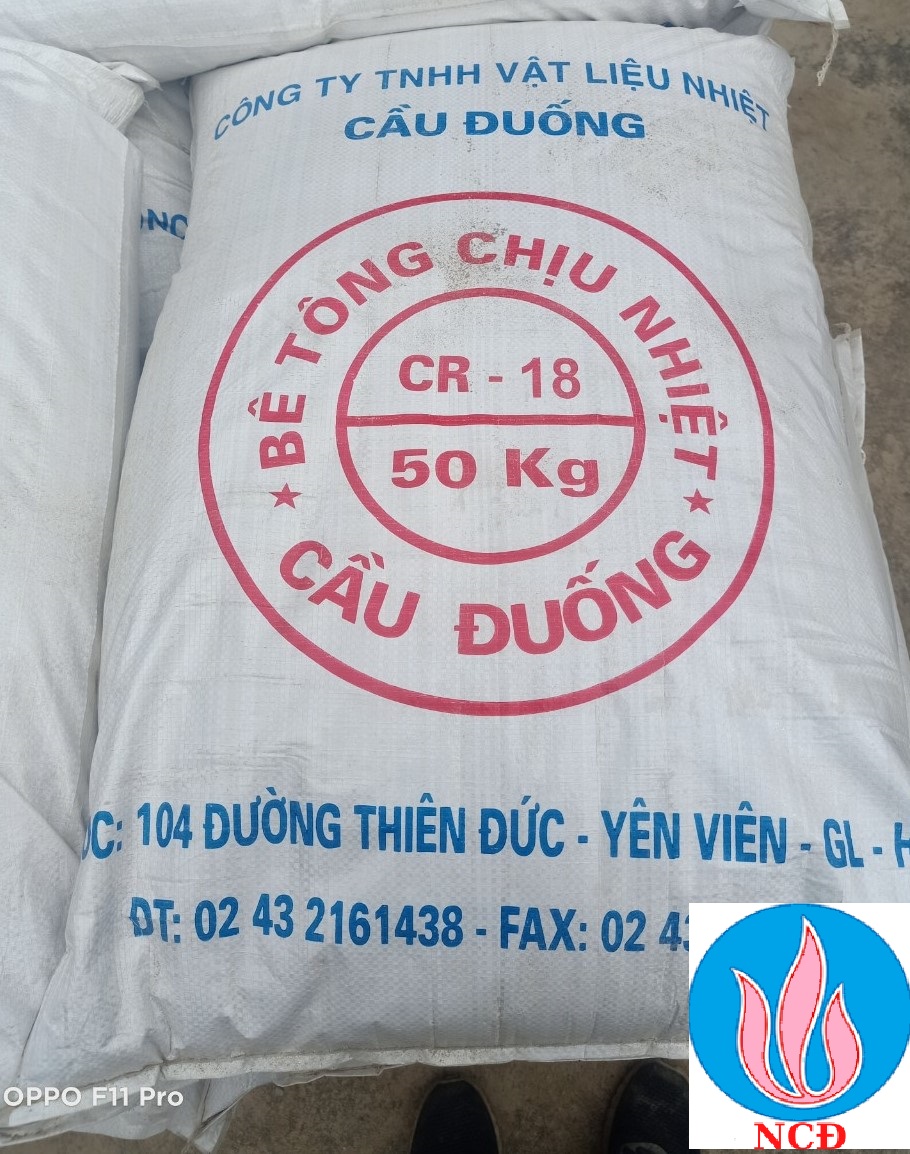 CÔNG TY TNHH VẬT LIỆU NHIỆT
CẦU ĐUỐNG
BÊ TÔNG CHỊU NHIỆT
CR - 18
50 Kg
CẦU ĐUỐNG
104 ĐƯỜNG THIÊN ĐỨC - YÊN VIÊN - GL -
ĐT: 02 43 2161438 - FAX: 02
NCĐ
OPPO F11 Pro